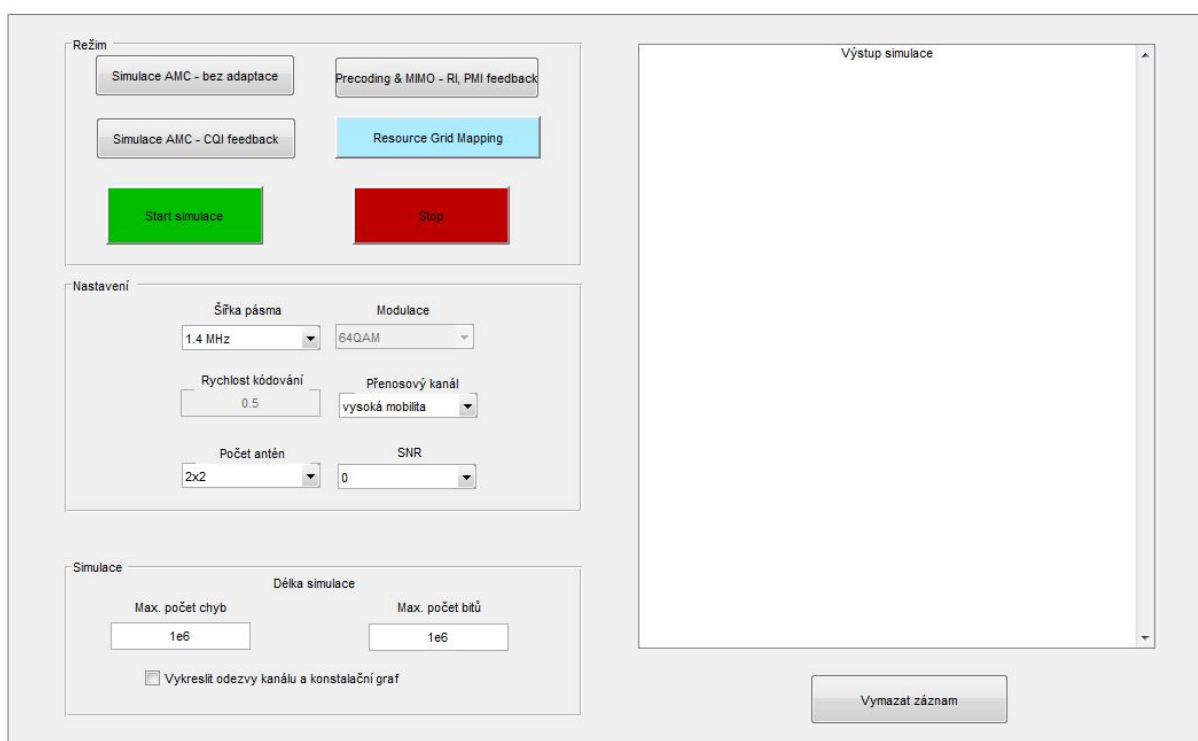 Režim
Simulace AMC - bez adaptace
Precoding & MIMO - RI, PMI feedback
Simulace AMC - CQI feedback
Resource Grid Mapping
Start simulace
Stop
Nastavení
Šířka pásma
Modulace
1.4 MHz
64QAM
Rychlost kódování
Přenosový kanál
0.5
vysoká mobilita
Počet antén
SNR
2x2
0
Simulace
Délka simulace
Max. počet chyb
Max. počet bitů
1e6
1e6
Vykreslit odezvy kanálu a konstalační graf
Výstup simulace
Vymazat záznam